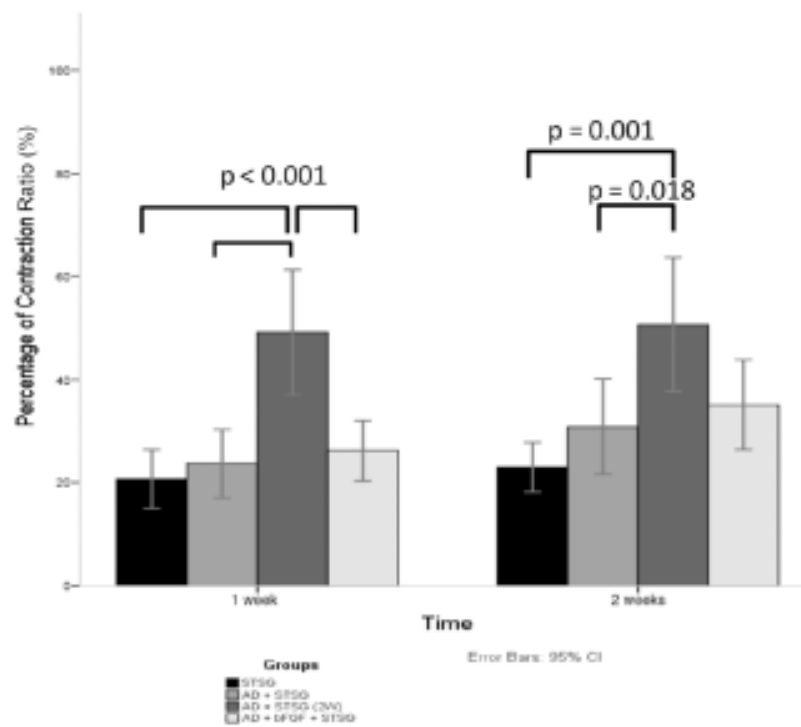 Percentage of Contraction Ratio (%)
100
80
60
40
20
0
p < 0.001
p = 0.001
p = 0.018
1 week
2 weeks
Time
Error Bars: 95% CI
Groups
STSG
AD + STSG
AD + STSG (2W)
AD + bFGF + STSG